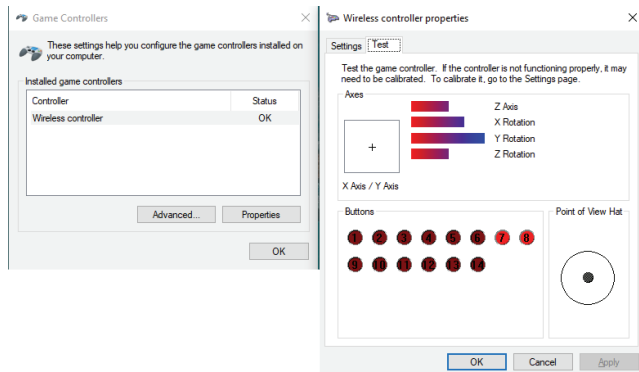 Game Controllers
These settings help you configure the game controllers installed on
your computer.
Installed game controllers
Controller Status
Wireless controller OK
Advanced... Properties
OK
Wireless controller properties
Settings Test
Test the game controller. If the controller is not functioning properly, it may
need to be calibrated. To calibrate it, go to the Settings page.
Axes
Z Axis
X Rotation
Y Rotation
Z Rotation
X Axis / Y Axis
Buttons
1 2 3 4 5 6 7 8
9 10 11 12 13 14
Point of View Hat
OK Cancel Apply